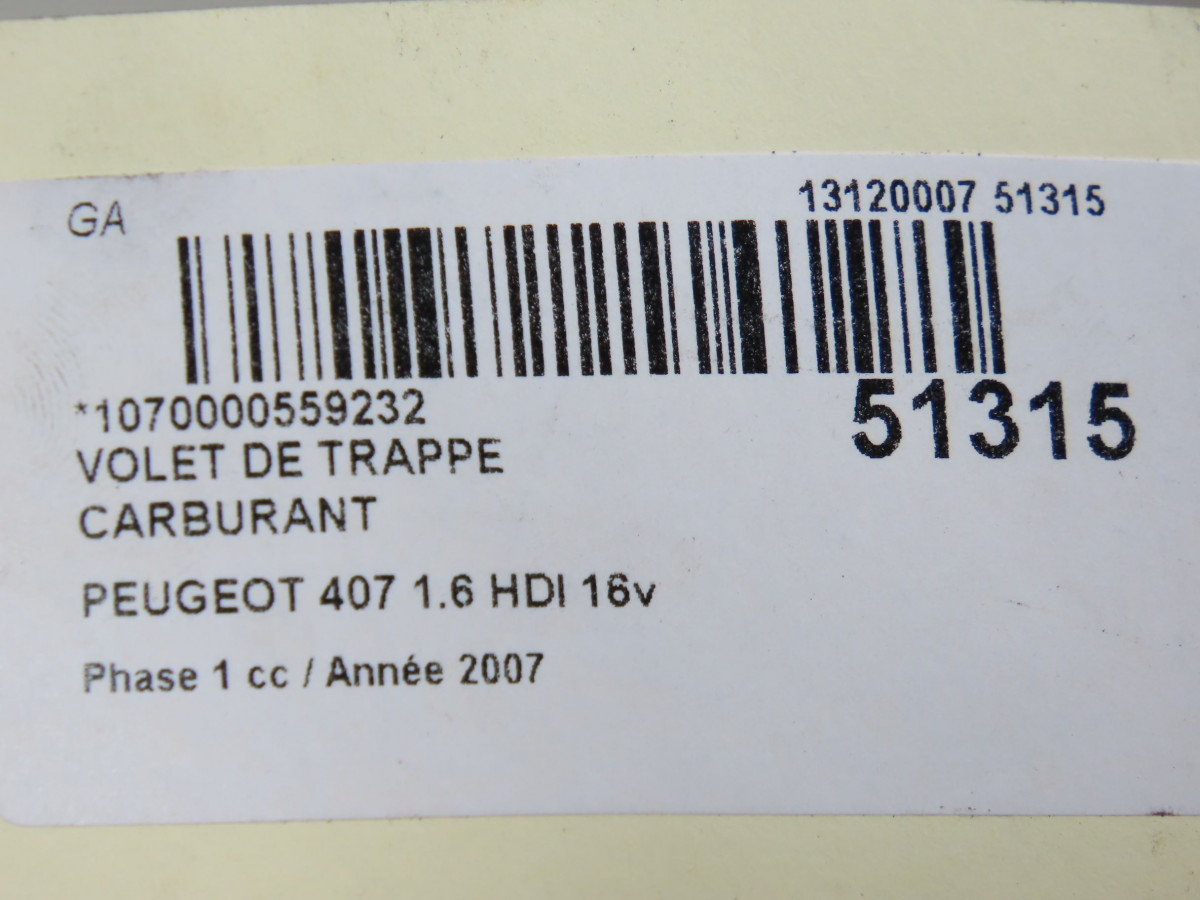 GA
13120007 51315
*1070000559232
51315
VOLET DE TRAPPE
CARBURANT
PEUGEOT 407 1.6 HDI 16v
Phase 1 cc / Année 2007